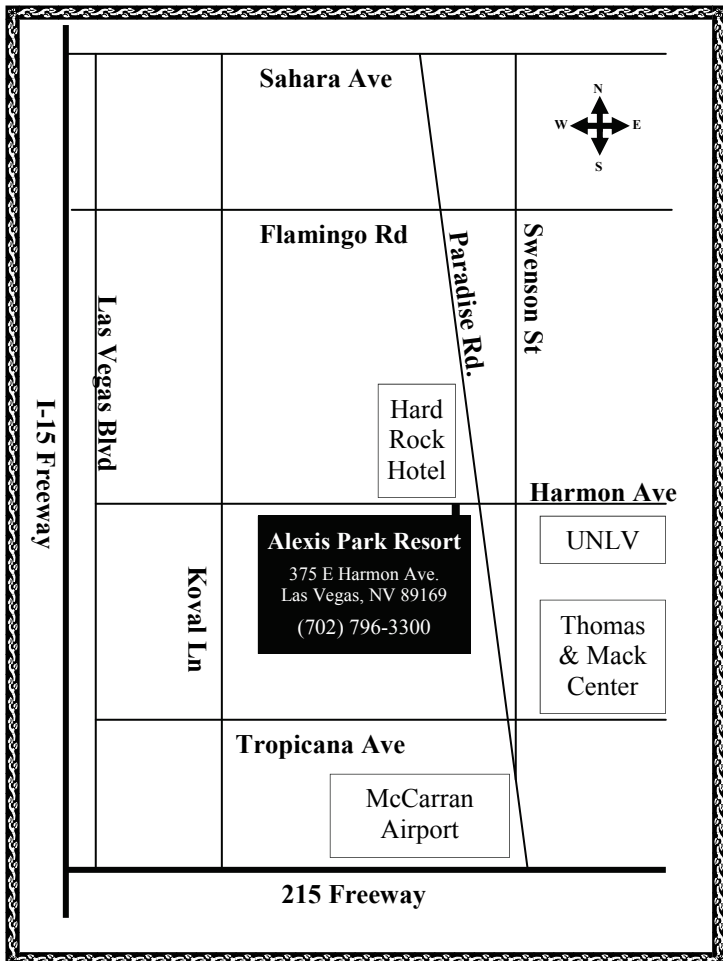 Sahara Ave
N
W
E
S
Flamingo Rd
Paradise Rd.
Swenson St
Las Vegas Blvd
I-15 Freeway
Hard
Rock
Hotel
Harmon Ave
Alexis Park Resort
375 E Harmon Ave.
Las Vegas, NV 89169
(702) 796-3300
UNLV
Koval Ln
Thomas
& Mack
Center
Tropicana Ave
McCarran
Airport
215 Freeway